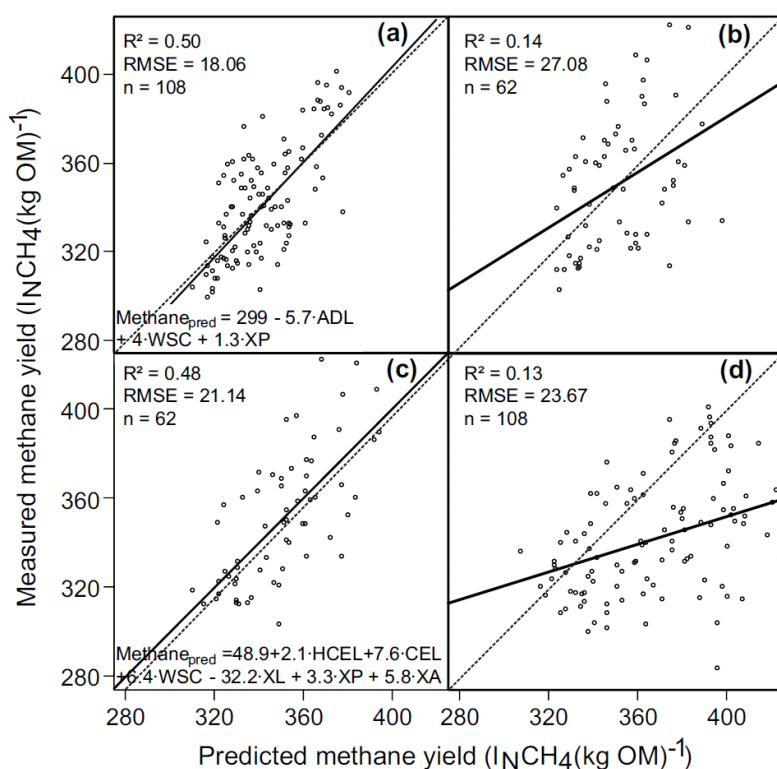 Measured methane yield (lNCH4(kg OM)-1
400
360
320
280
R² = 0.50
RMSE = 18.06
n = 108
(a)
Methanepred = 299 - 5.7·ADL
+ 4·WSC + 1.3·XP
R² = 0.14
RMSE = 27.08
n = 62
(b)
400
360
320
280
R² = 0.48
RMSE = 21.14
n = 62
(c)
Methanepred =48.9+2.1·HCEL+7.6·CEL
+6.4·WSC - 32.2·XL + 3.3·XP + 5.8·XA
R² = 0.13
RMSE = 23.67
n = 108
(d)
280 320 360 400 280 320 360 400
Predicted methane yield (lNCH4(kg OM)-1